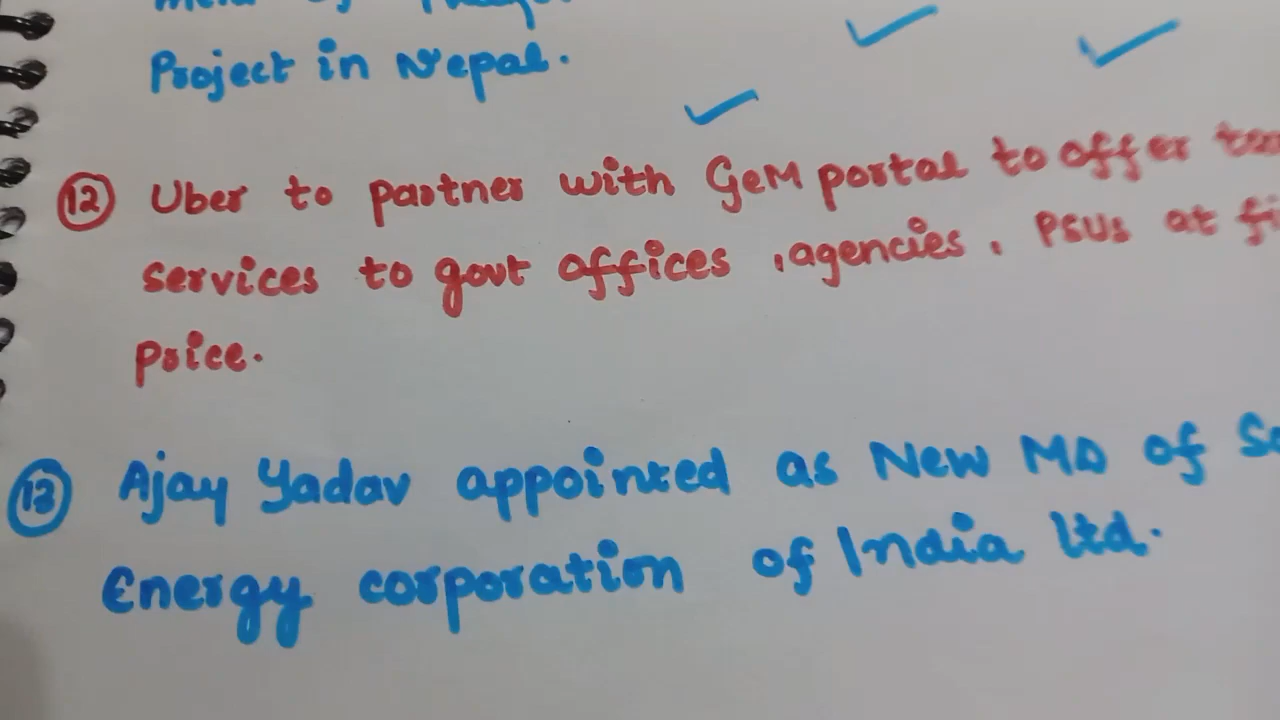 Project in Nepal.
12 Uber to partner with GeM portal to offer
services to govt offices, agencies, PSUs at
price.
13 Ajay Yadav appointed as New MD of
Energy corporation of India Ltd.